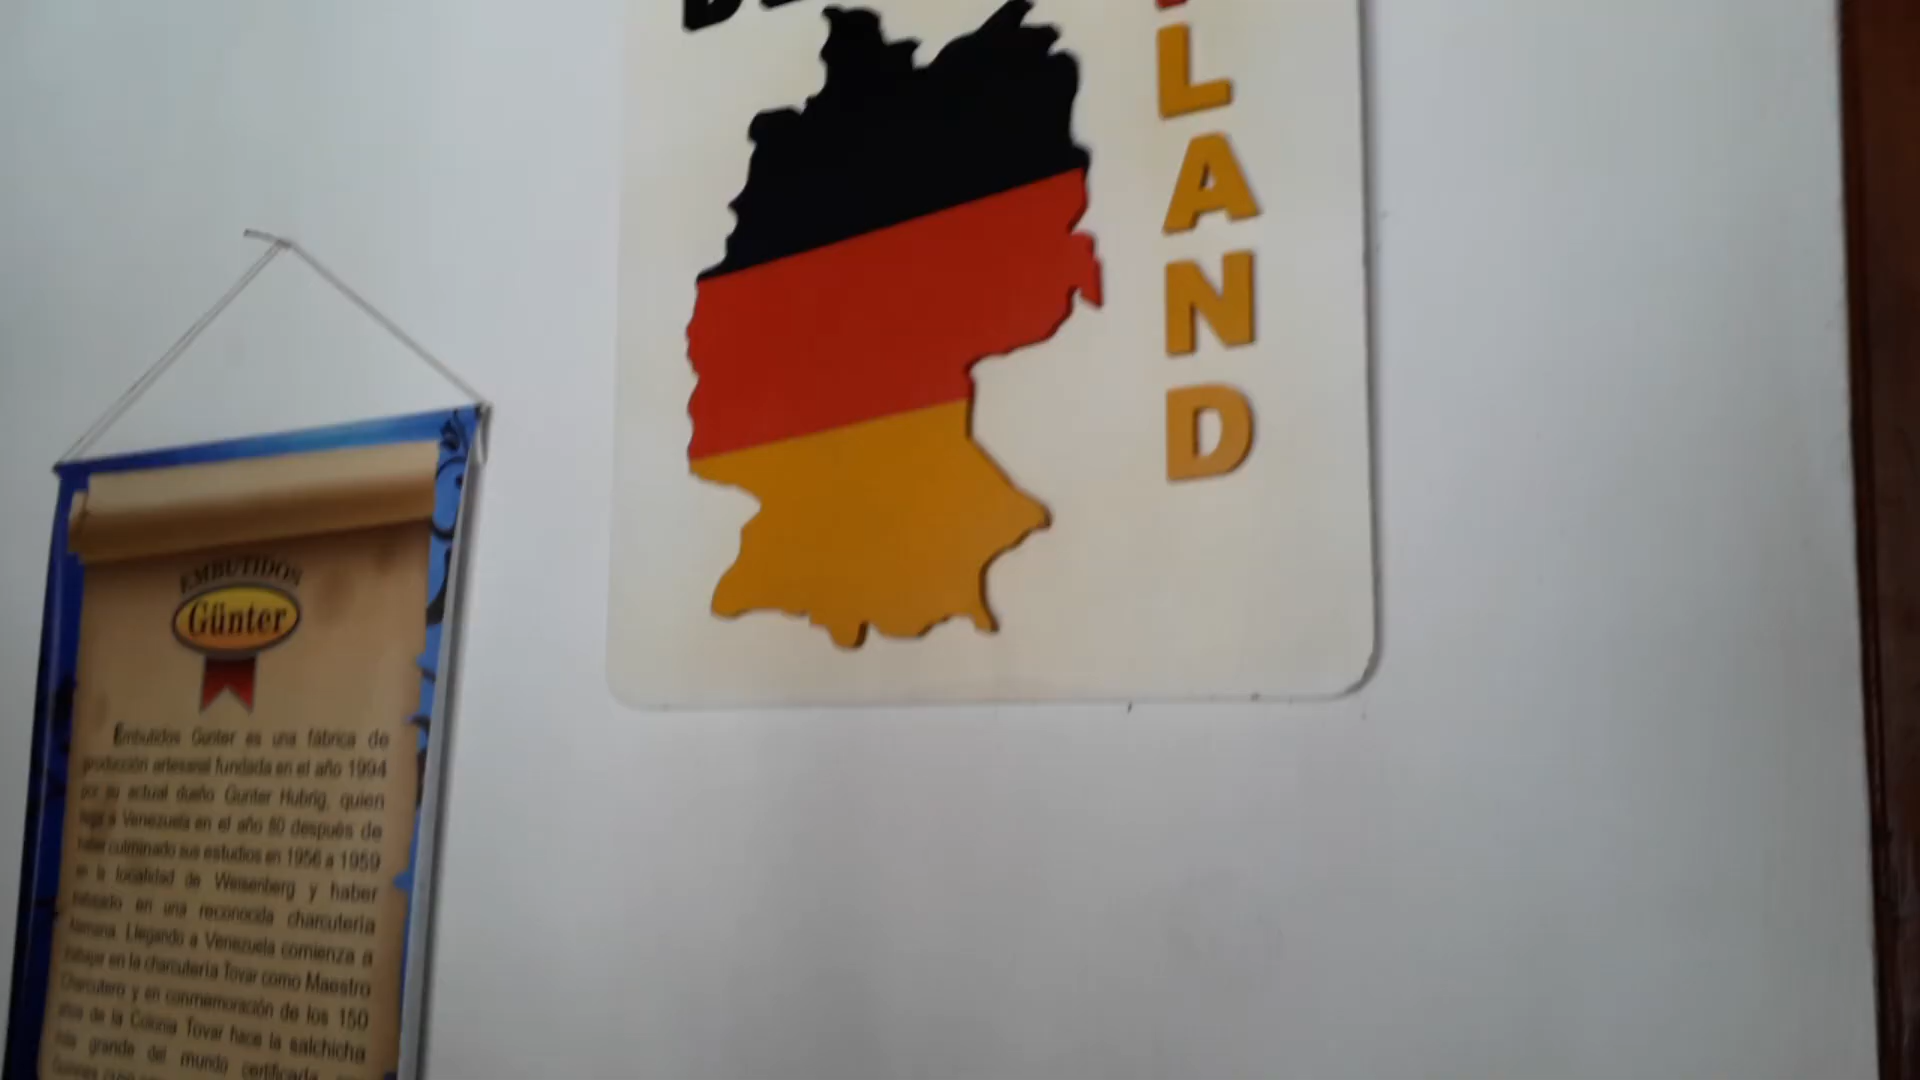 L
A
N
D
EMBUTIDOS
Günter
Embutidos Gunter es una fábrica de
producción artesanal fundada en el año 1994
por su actual dueño Gunter Hubrig, quien
llega a Venezuela en el año 60 después de
haber culminado sus estudios en 1956 a 1959
en la localidad de Weisenberg y haber
trabajado en una reconocida charcutería
Alemana. Llegando a Venezuela comienza a
trabajar en la charcutería Tovar como Maestro
Charcutero y en conmemoración de los 150
años de la Colonia Tovar hace la salchicha
más grande del mundo certificada